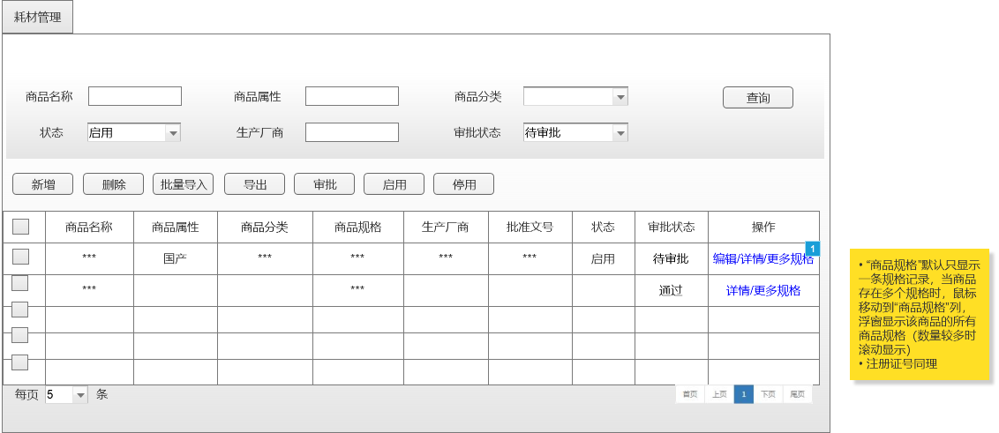 耗材管理
商品名称 商品属性 商品分类 查询
状态 启用 生产厂商 审批状态 待审批
新增 删除 批量导入 导出 审批 启用 停用
商品名称 商品属性 商品分类 商品规格 生产厂商 批准文号 状态 审批状态 操作
*** 国产 *** *** *** *** 启用 待审批 编辑/详情/更多规格 1
*** *** 通过 详情/更多规格
每页 5 条 首页 上页 1 下页 尾页
• “商品规格”默认只显示
一条规格记录，当商品
存在多个规格时，鼠标
移动到“商品规格”列，
浮窗显示该商品的所有
商品规格（数量较多时
滚动显示）
• 注册证号同理